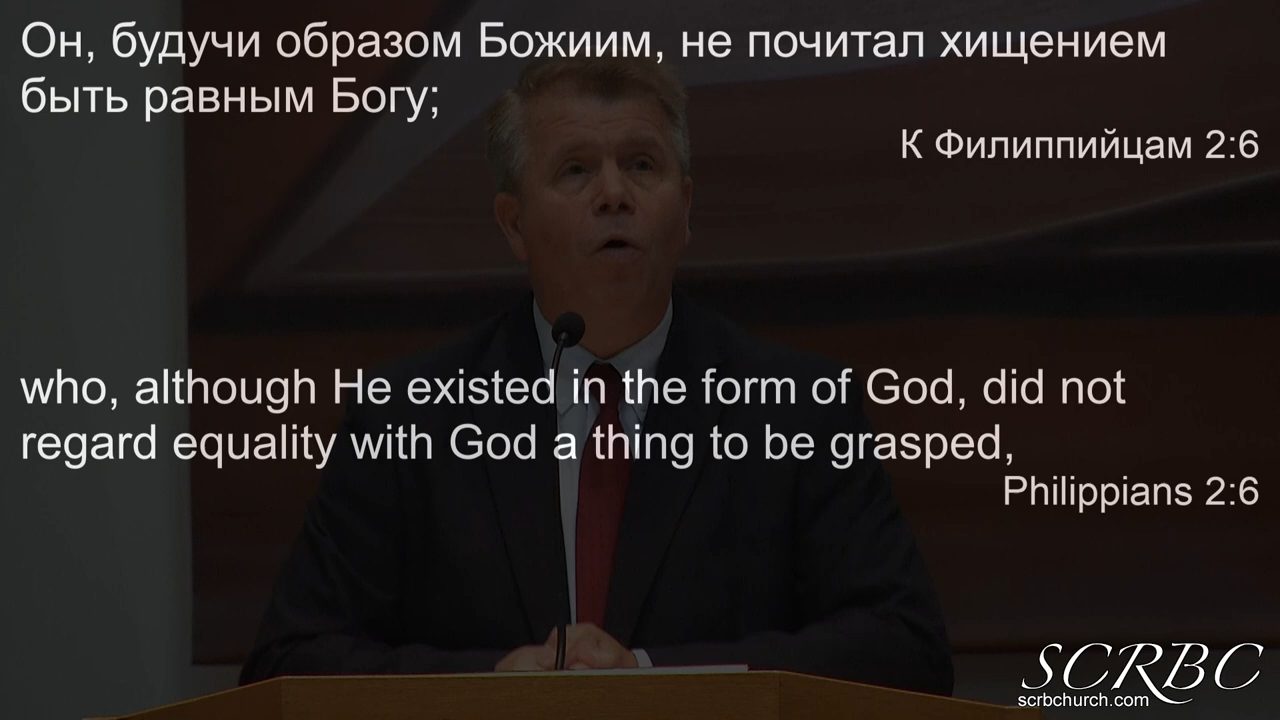 Он, будучи образом Божиим, не почитал хищением
быть равным Богу;
К Филиппийцам 2:6
who, although He existed in the form of God, did not
regard equality with God a thing to be grasped,
Philippians 2:6
SCRBC
scrbchurch.com